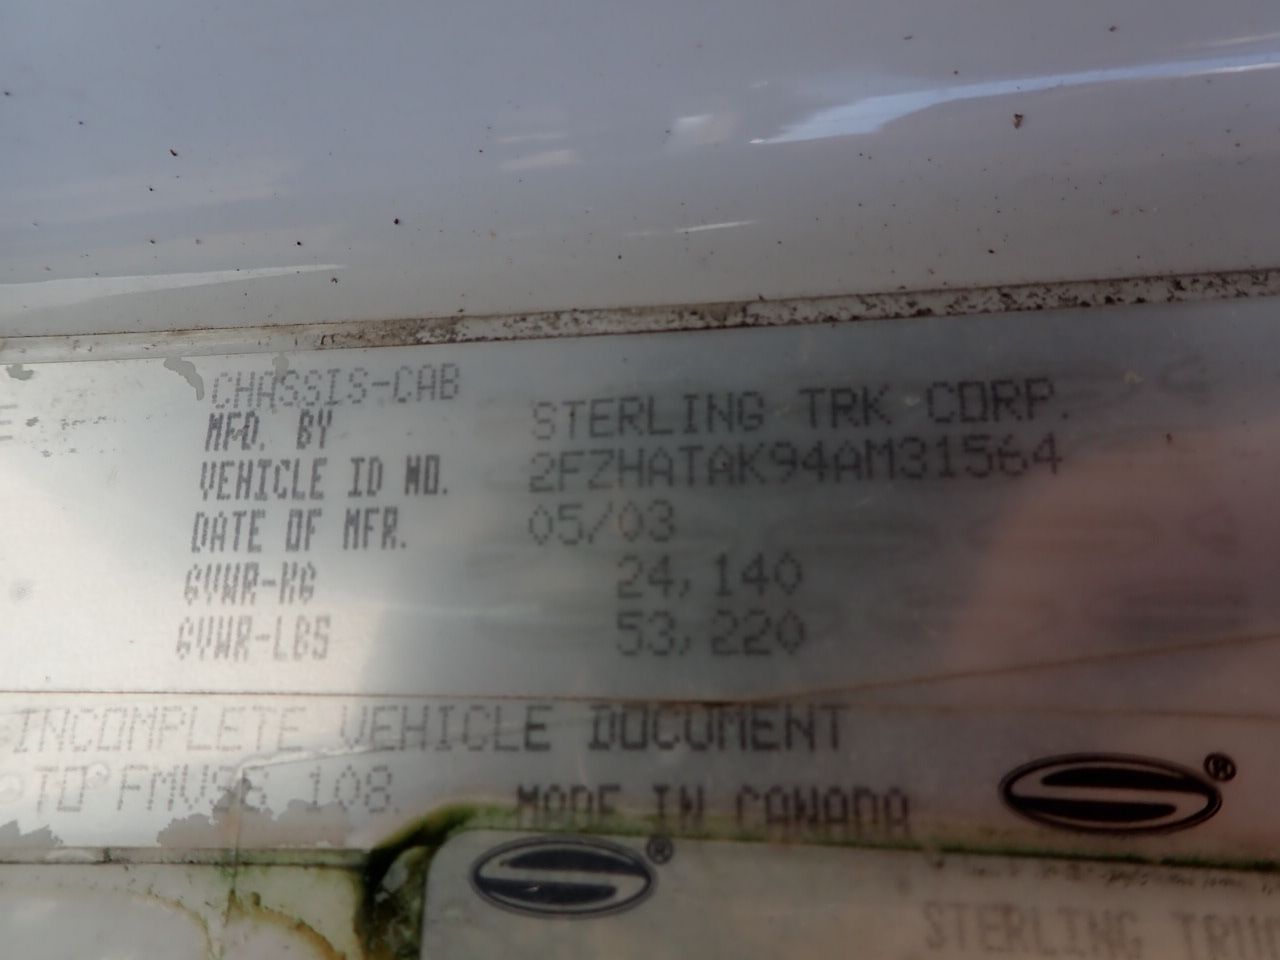 CHASSIS-CAB
MFD. BY STERLING TRK CORP.
VEHICLE ID NO. 2FZHATAK94AM31564
DATE OF MFR. 05/03
GVWR-KG 24,140
GVWR-LBS 53,220
INCOMPLETE VEHICLE DOCUMENT
TO FMVSS 108.
MADE IN CANADA ®
®
STERLING